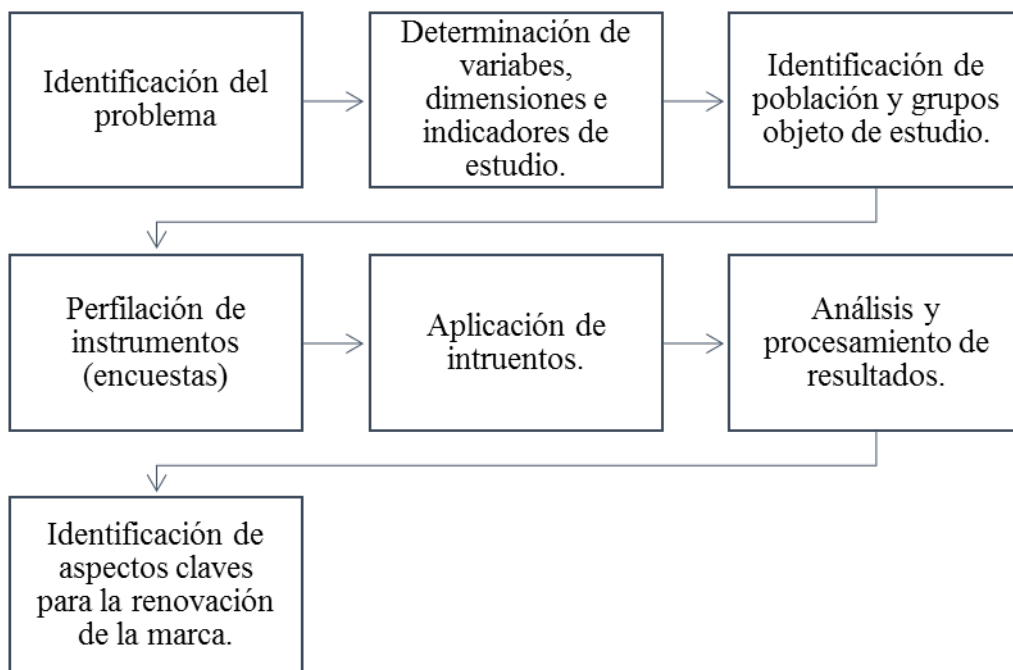 Identificación del
problema
Determinación de
variabes,
dimensiones e
indicadores de
estudio.
Identificación de
población y grupos
objeto de estudio.
Perfilación de
instrumentos
(encuestas)
Aplicación de
intruentos.
Análisis y
procesamiento de
resultados.
Identificación de
aspectos claves
para la renovación
de la marca.